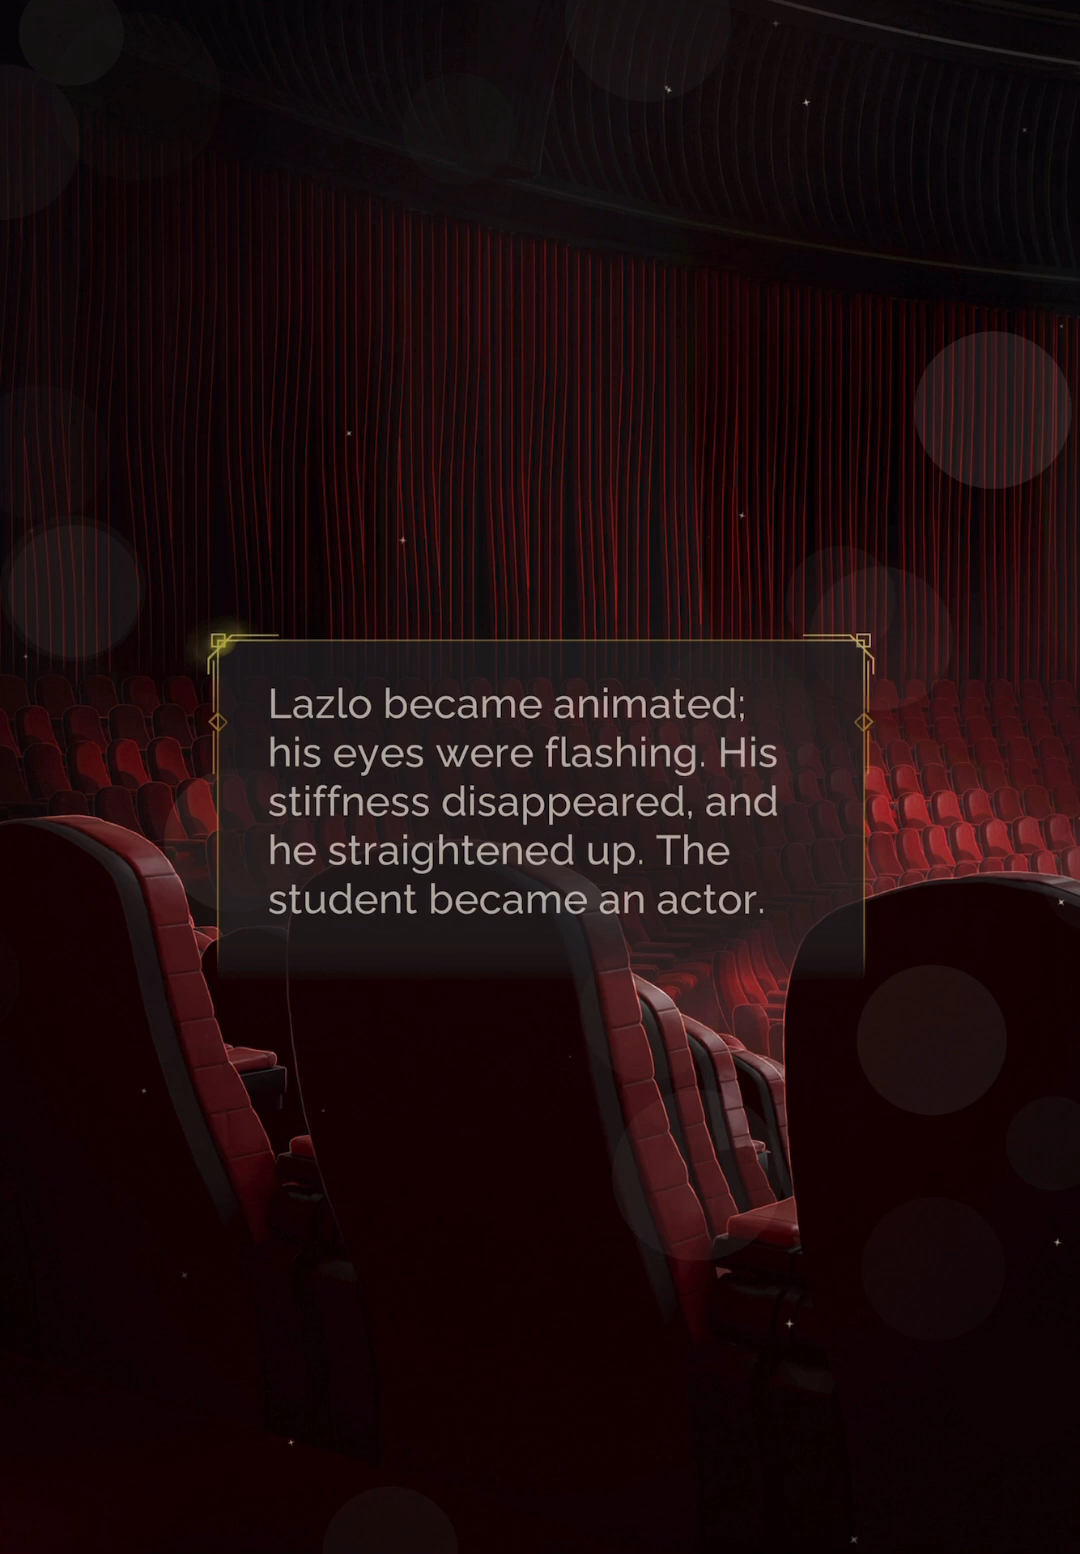 Lazlo became animated;
his eyes were flashing. His
stiffness disappeared, and
he straightened up. The
student became an actor.